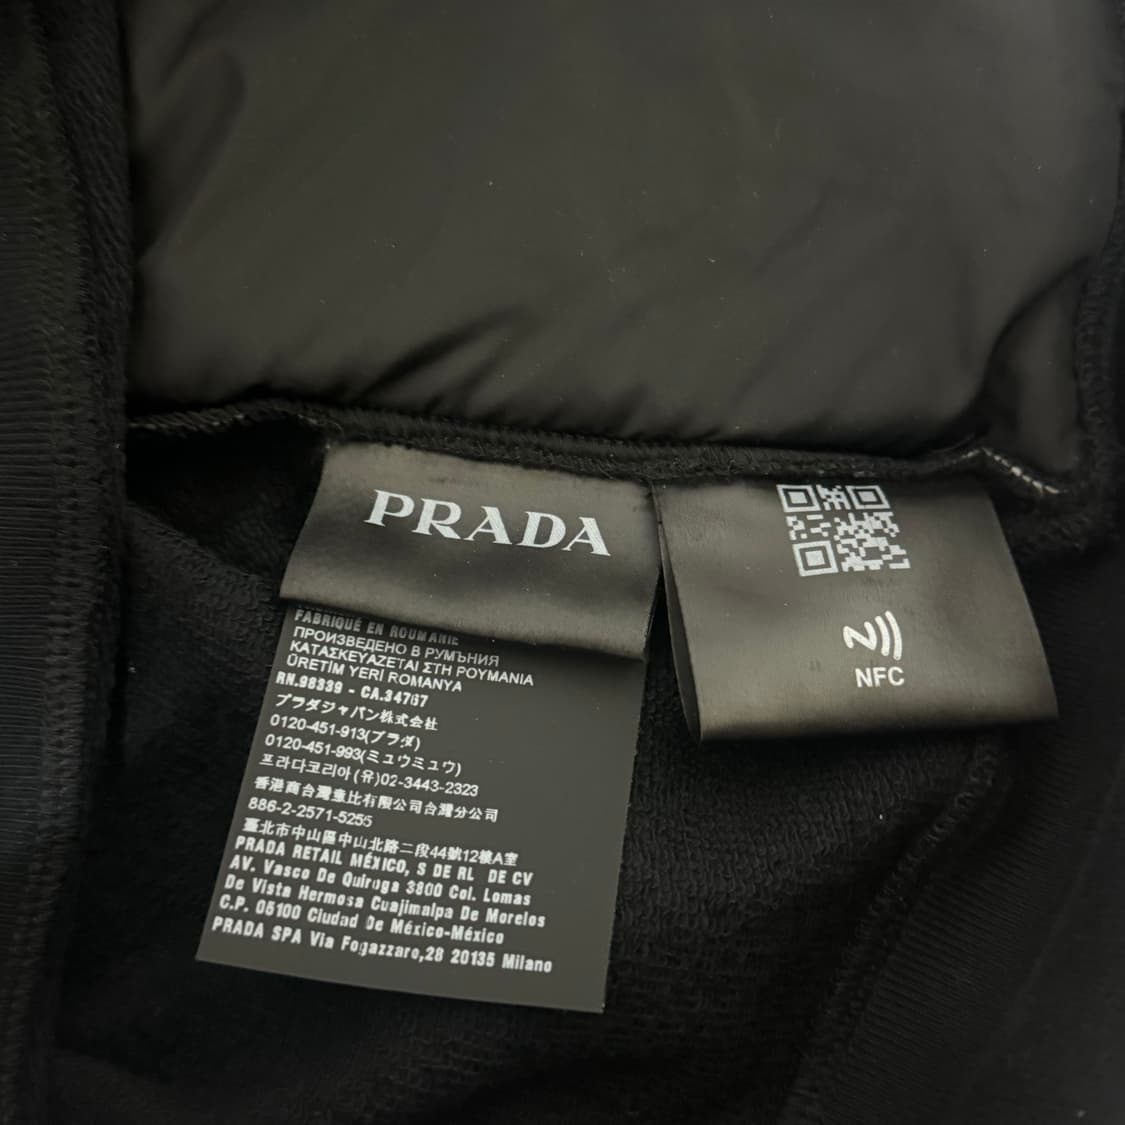 PRADA
FABRIQUÉ EN ROUMANIE
ПРОИЗВЕДЕНО В РУМЪНИЯ
ΚΑΤΑΣΚΕΥΑΖΕΤΑΙ ΣΤΗ ΡΟΥΜΑΝΙΑ
ÜRETİM YERİ ROMANYA
RN.98339 - CA.34767
プラダジャパン株式会社
0120-451-913(プラダ)
0120-451-993(ミュウミュウ)
프라다코리아(유)02-3443-2323
香港商台灣壹比有限公司台灣分公司
886-2-2571-5255
臺北市中山區中山北路二段44號12樓A室
PRADA RETAIL MÉXICO, S DE RL DE CV
AV. Vasco De Quiroga 3800 Col. Lomas
De Vista Hermosa Cuajimalpa De Morelos
C.P. 05100 Ciudad De México-México
PRADA SPA Via Fogazzaro,28 20135 Milano
NFC